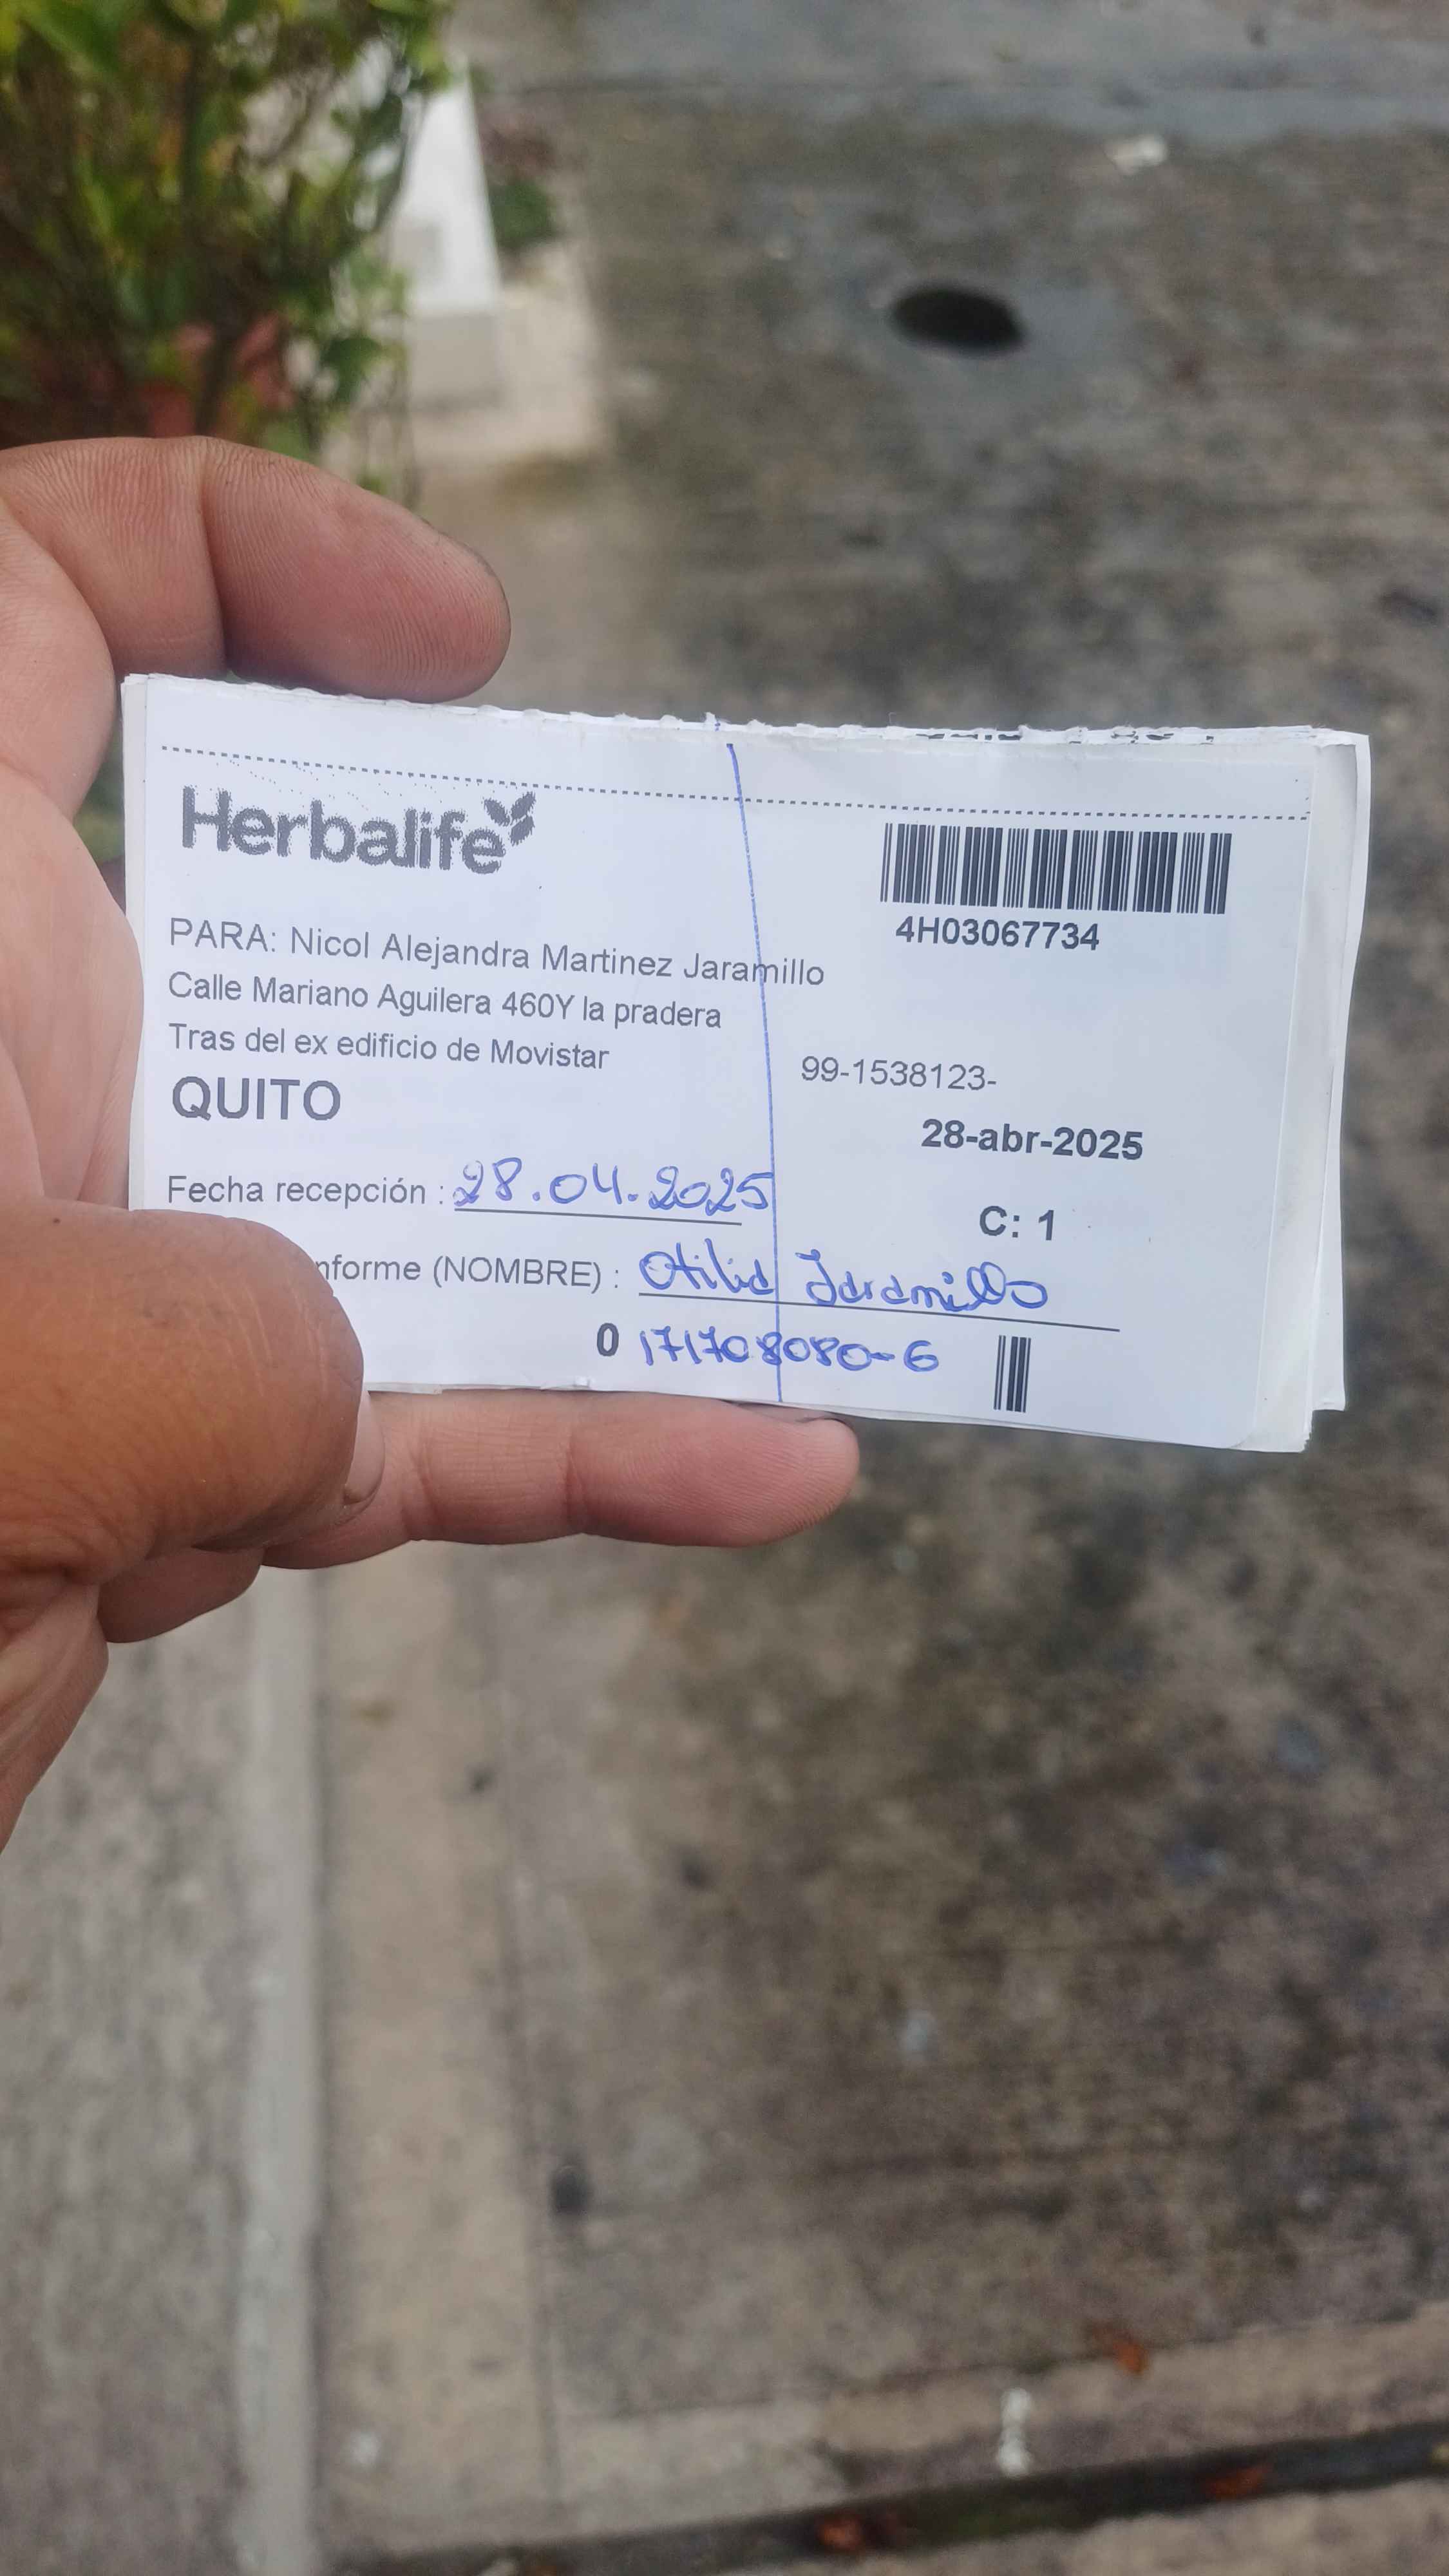 Herbalife
4H03067734
PARA: Nicol Alejandra Martinez Jaramillo
Calle Mariano Aguilera 460Y la pradera
Tras del ex edificio de Movistar
99-1538123-
QUITO
28-abr-2025
Fecha recepción : 28.04.2025
C: 1
nforme (NOMBRE) : Otilia Jaramillo
0 171708080-6